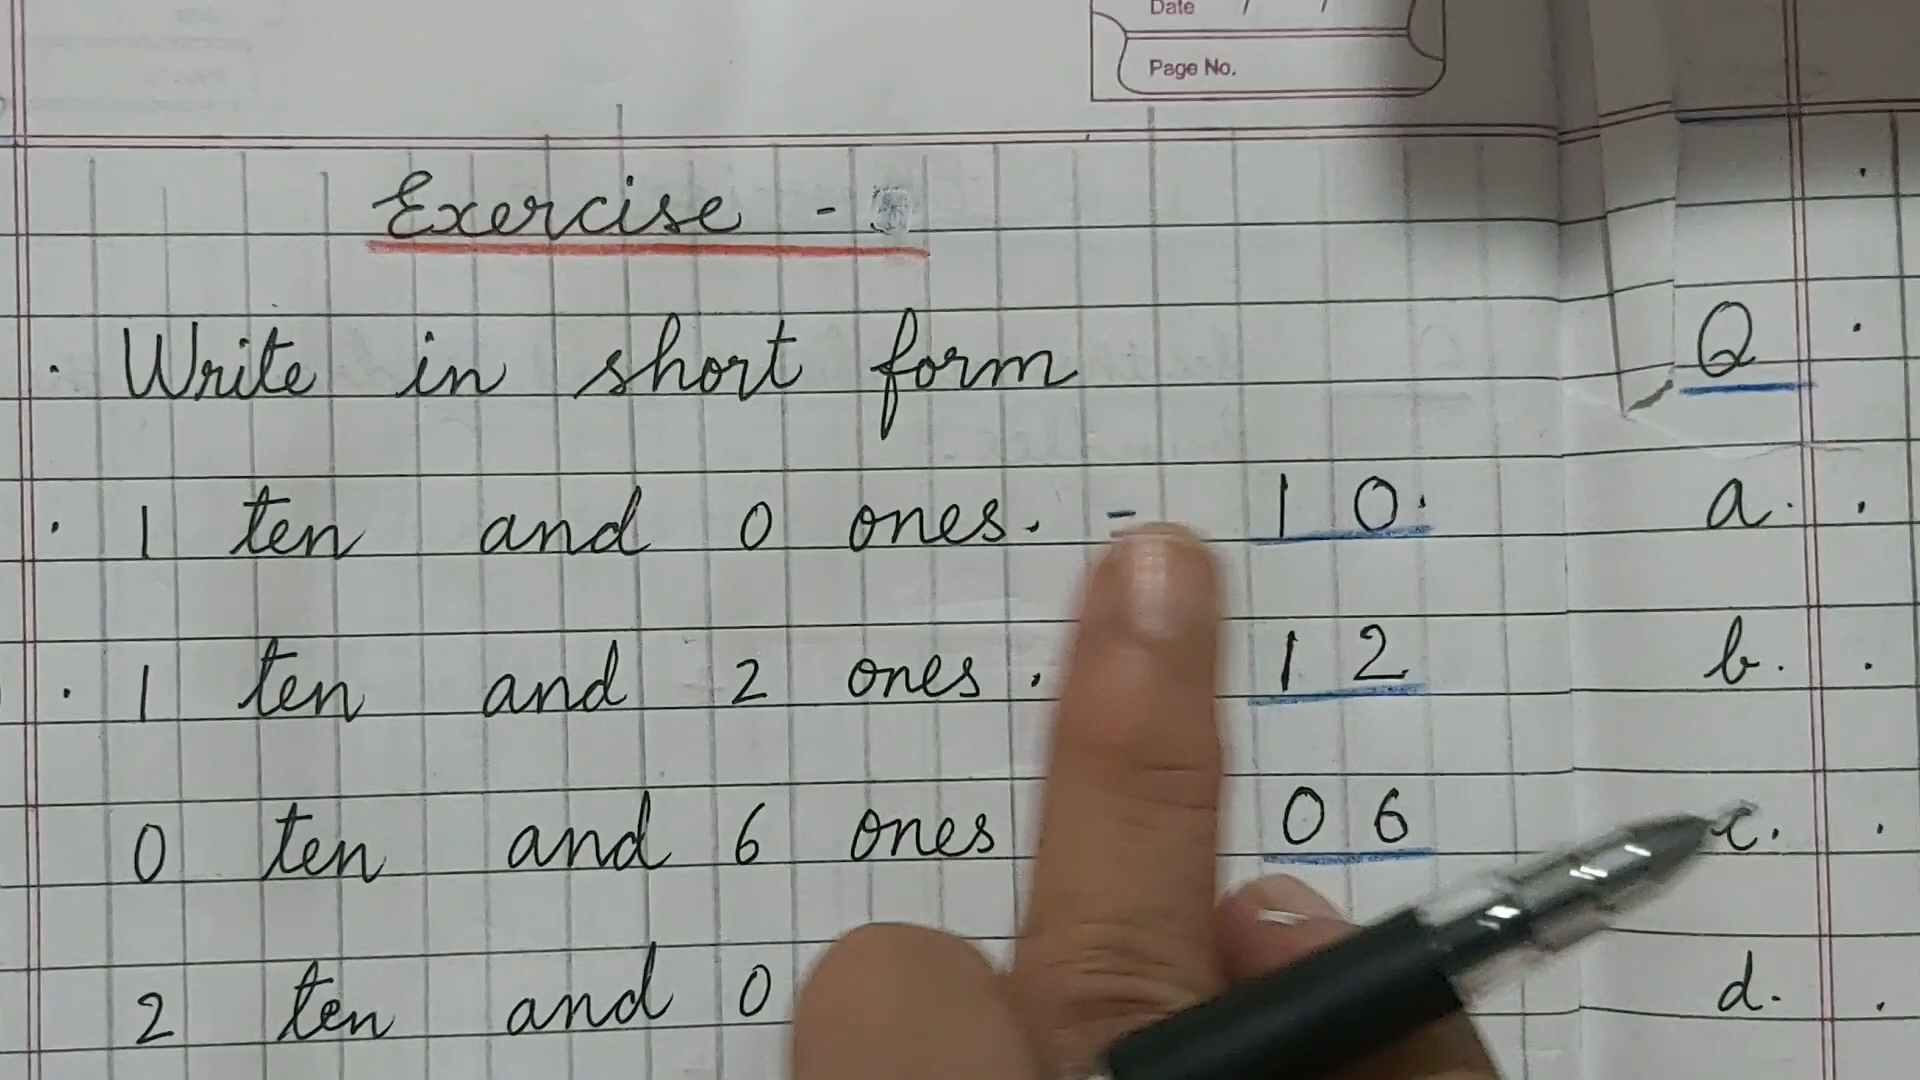 Date / /
Page No.
Exercise -
. Write in short form
. 1 ten and 0 ones. - 10.
. 1 ten and 2 ones. 12
0 ten and 6 ones 06
2 ten and 0
Q .
a. .
b. .
c. .
d. .